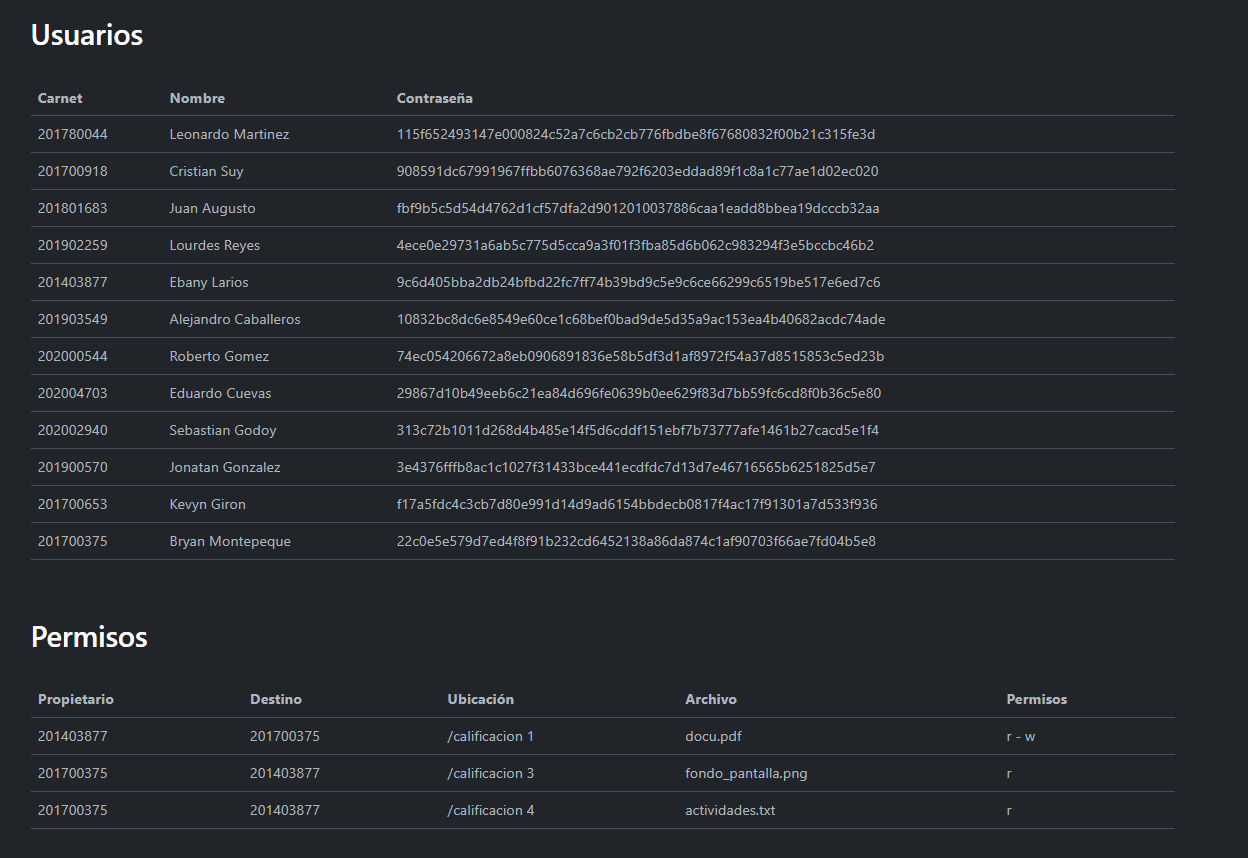 Usuarios
Carnet Nombre Contraseña
201780044 Leonardo Martinez 115f652493147e000824c52a7c6cb2cb776fbdbe8f67680832f00b21c315fe3d
201700918 Cristian Suy 908591dc67991967ffbb6076368ae792f6203eddad89f1c8a1c77ae1d02ec020
201801683 Juan Augusto fbf9b5c5d54d4762d1cf57dfa2d9012010037886caa1eadd8bbea19dcccb32aa
201902259 Lourdes Reyes 4ece0e29731a6ab5c775d5cca9a3f01f3fba85d6b062c983294f3e5bccbc46b2
201403877 Ebany Larios 9c6d405bba2db24bfbd22fc7ff74b39bd9c5e9c6ce66299c6519be517e6ed7c6
201903549 Alejandro Caballeros 10832bc8dc6e8549e60ce1c68bef0bad9de5d35a9ac153ea4b40682acdc74ade
202000544 Roberto Gomez 74ec054206672a8eb0906891836e58b5df3d1af8972f54a37d8515853c5ed23b
202004703 Eduardo Cuevas 29867d10b49eeb6c21ea84d696fe0639b0ee629f83d7bb59fc6cd8f0b36c5e80
202002940 Sebastian Godoy 313c72b1011d268d4b485e14f5d6cddf151ebf7b73777afe1461b27cacd5e1f4
201900570 Jonatan Gonzalez 3e4376fffb8ac1c1027f31433bce441ecdfdc7d13d7e46716565b6251825d5e7
201700653 Kevyn Giron f17a5fdc4c3cb7d80e991d14d9ad6154bbdecb0817f4ac17f91301a7d533f936
201700375 Bryan Montepeque 22c0e5e579d7ed4f8f91b232cd6452138a86da874c1af90703f66ae7fd04b5e8
Permisos
Propietario Destino Ubicación Archivo Permisos
201403877 201700375 /calificacion 1 docu.pdf r - w
201700375 201403877 /calificacion 3 fondo_pantalla.png r
201700375 201403877 /calificacion 4 actividades.txt r